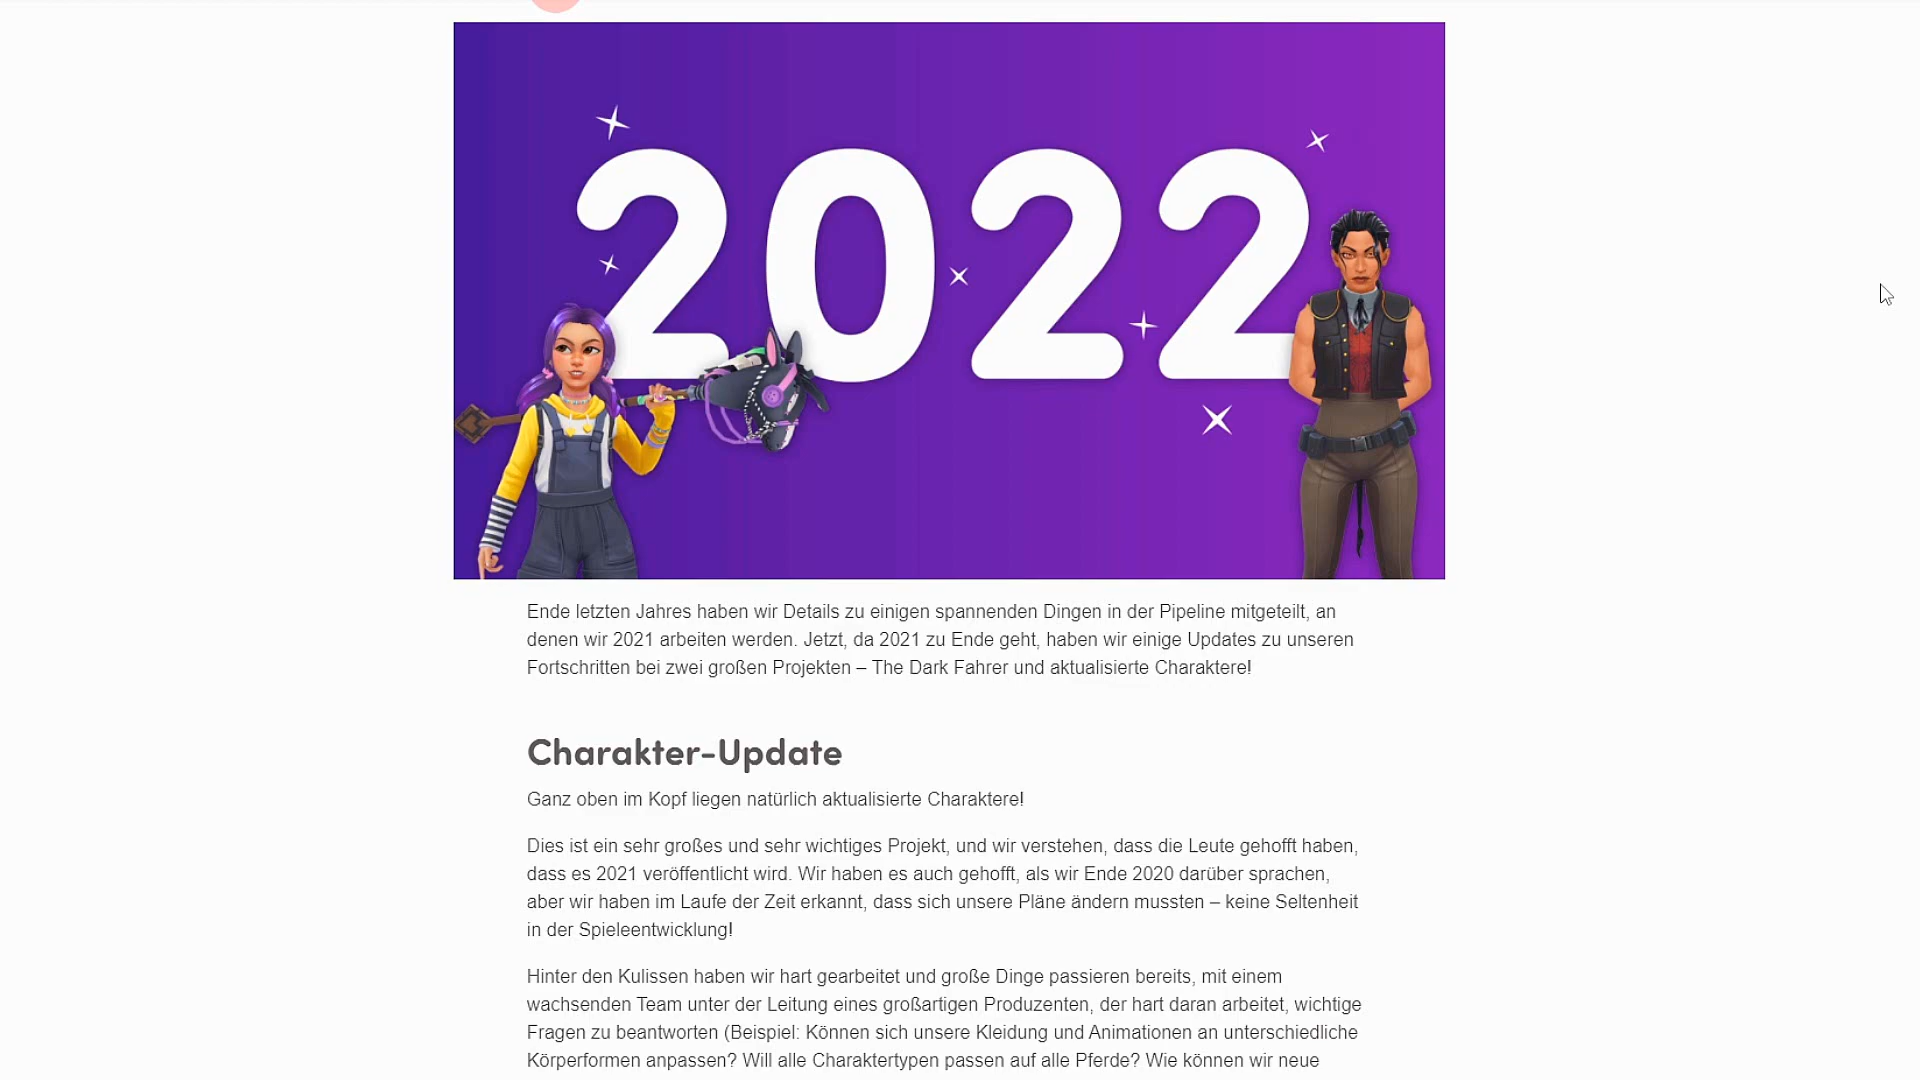 2022
Ende letzten Jahres haben wir Details zu einigen spannenden Dingen in der Pipeline mitgeteilt, an
denen wir 2021 arbeiten werden. Jetzt, da 2021 zu Ende geht, haben wir einige Updates zu unseren
Fortschritten bei zwei großen Projekten – The Dark Fahrer und aktualisierte Charaktere!
Charakter-Update
Ganz oben im Kopf liegen natürlich aktualisierte Charaktere!
Dies ist ein sehr großes und sehr wichtiges Projekt, und wir verstehen, dass die Leute gehofft haben,
dass es 2021 veröffentlicht wird. Wir haben es auch gehofft, als wir Ende 2020 darüber sprachen,
aber wir haben im Laufe der Zeit erkannt, dass sich unsere Pläne ändern mussten – keine Seltenheit
in der Spieleentwicklung!
Hinter den Kulissen haben wir hart gearbeitet und große Dinge passieren bereits, mit einem
wachsenden Team unter der Leitung eines großartigen Produzenten, der hart daran arbeitet, wichtige
Fragen zu beantworten (Beispiel: Können sich unsere Kleidung und Animationen an unterschiedliche
Körperformen anpassen? Will alle Charaktertypen passen auf alle Pferde? Wie können wir neue